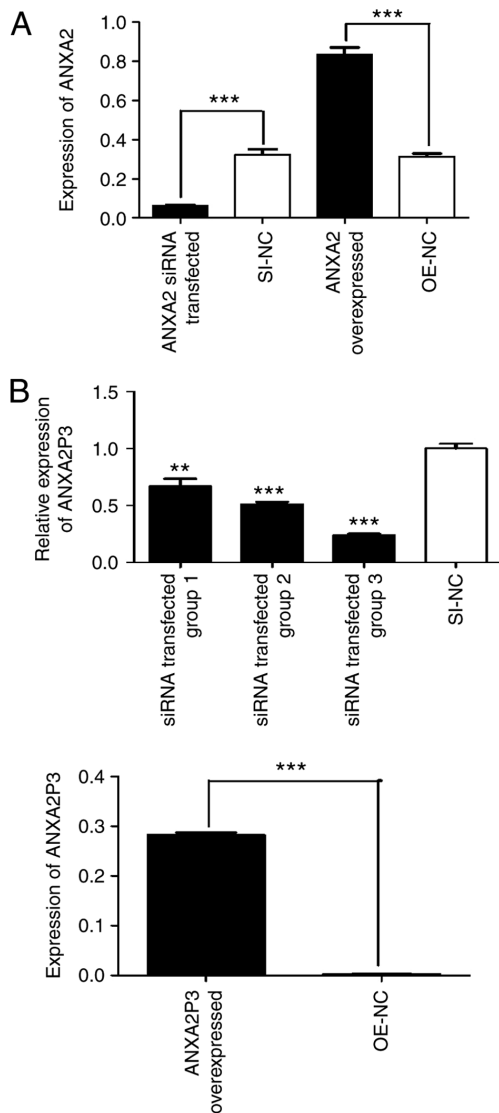 A
Expression of ANXA2
1.0
0.8
0.6
0.4
0.2
0.0
***
***
ANXA2 siRNA
transfected
SI-NC
ANXA2
overexpressed
OE-NC
B
Relative expression
of ANXA2P3
1.5
1.0
0.5
0.0
**
***
***
siRNA transfected
group 1
siRNA transfected
group 2
siRNA transfected
group 3
SI-NC
Expression of ANXA2P3
0.4
0.3
0.2
0.1
0.0
***
ANXA2P3
overexpressed
OE-NC